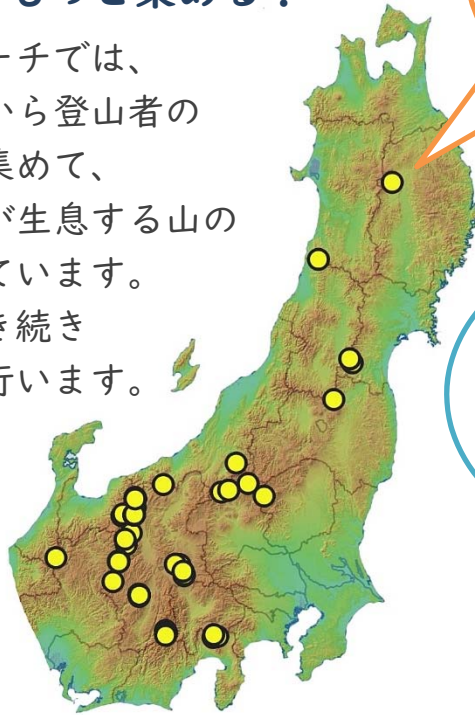 もっと集める！
ーチでは、
から登山者の
集めて、
が生息する山の
ています。
き続き
行います。